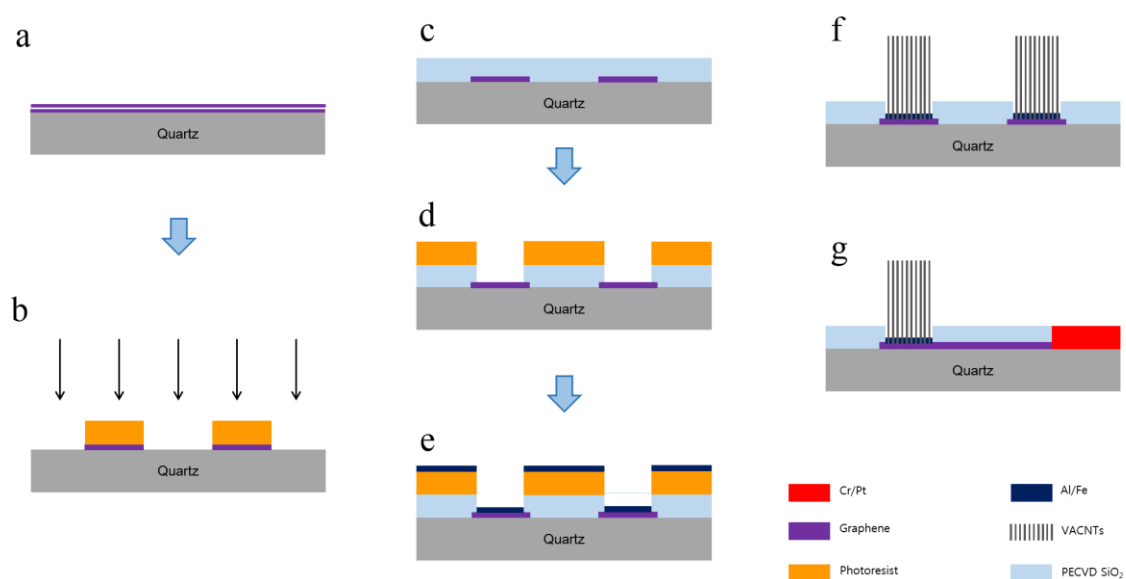 a
Quartz
b
Quartz
c
Quartz
d
Quartz
e
Quartz
f
Quartz
g
Quartz
Cr/Pt
Al/Fe
Graphene
VACNTs
Photoresist
PECVD SiO₂